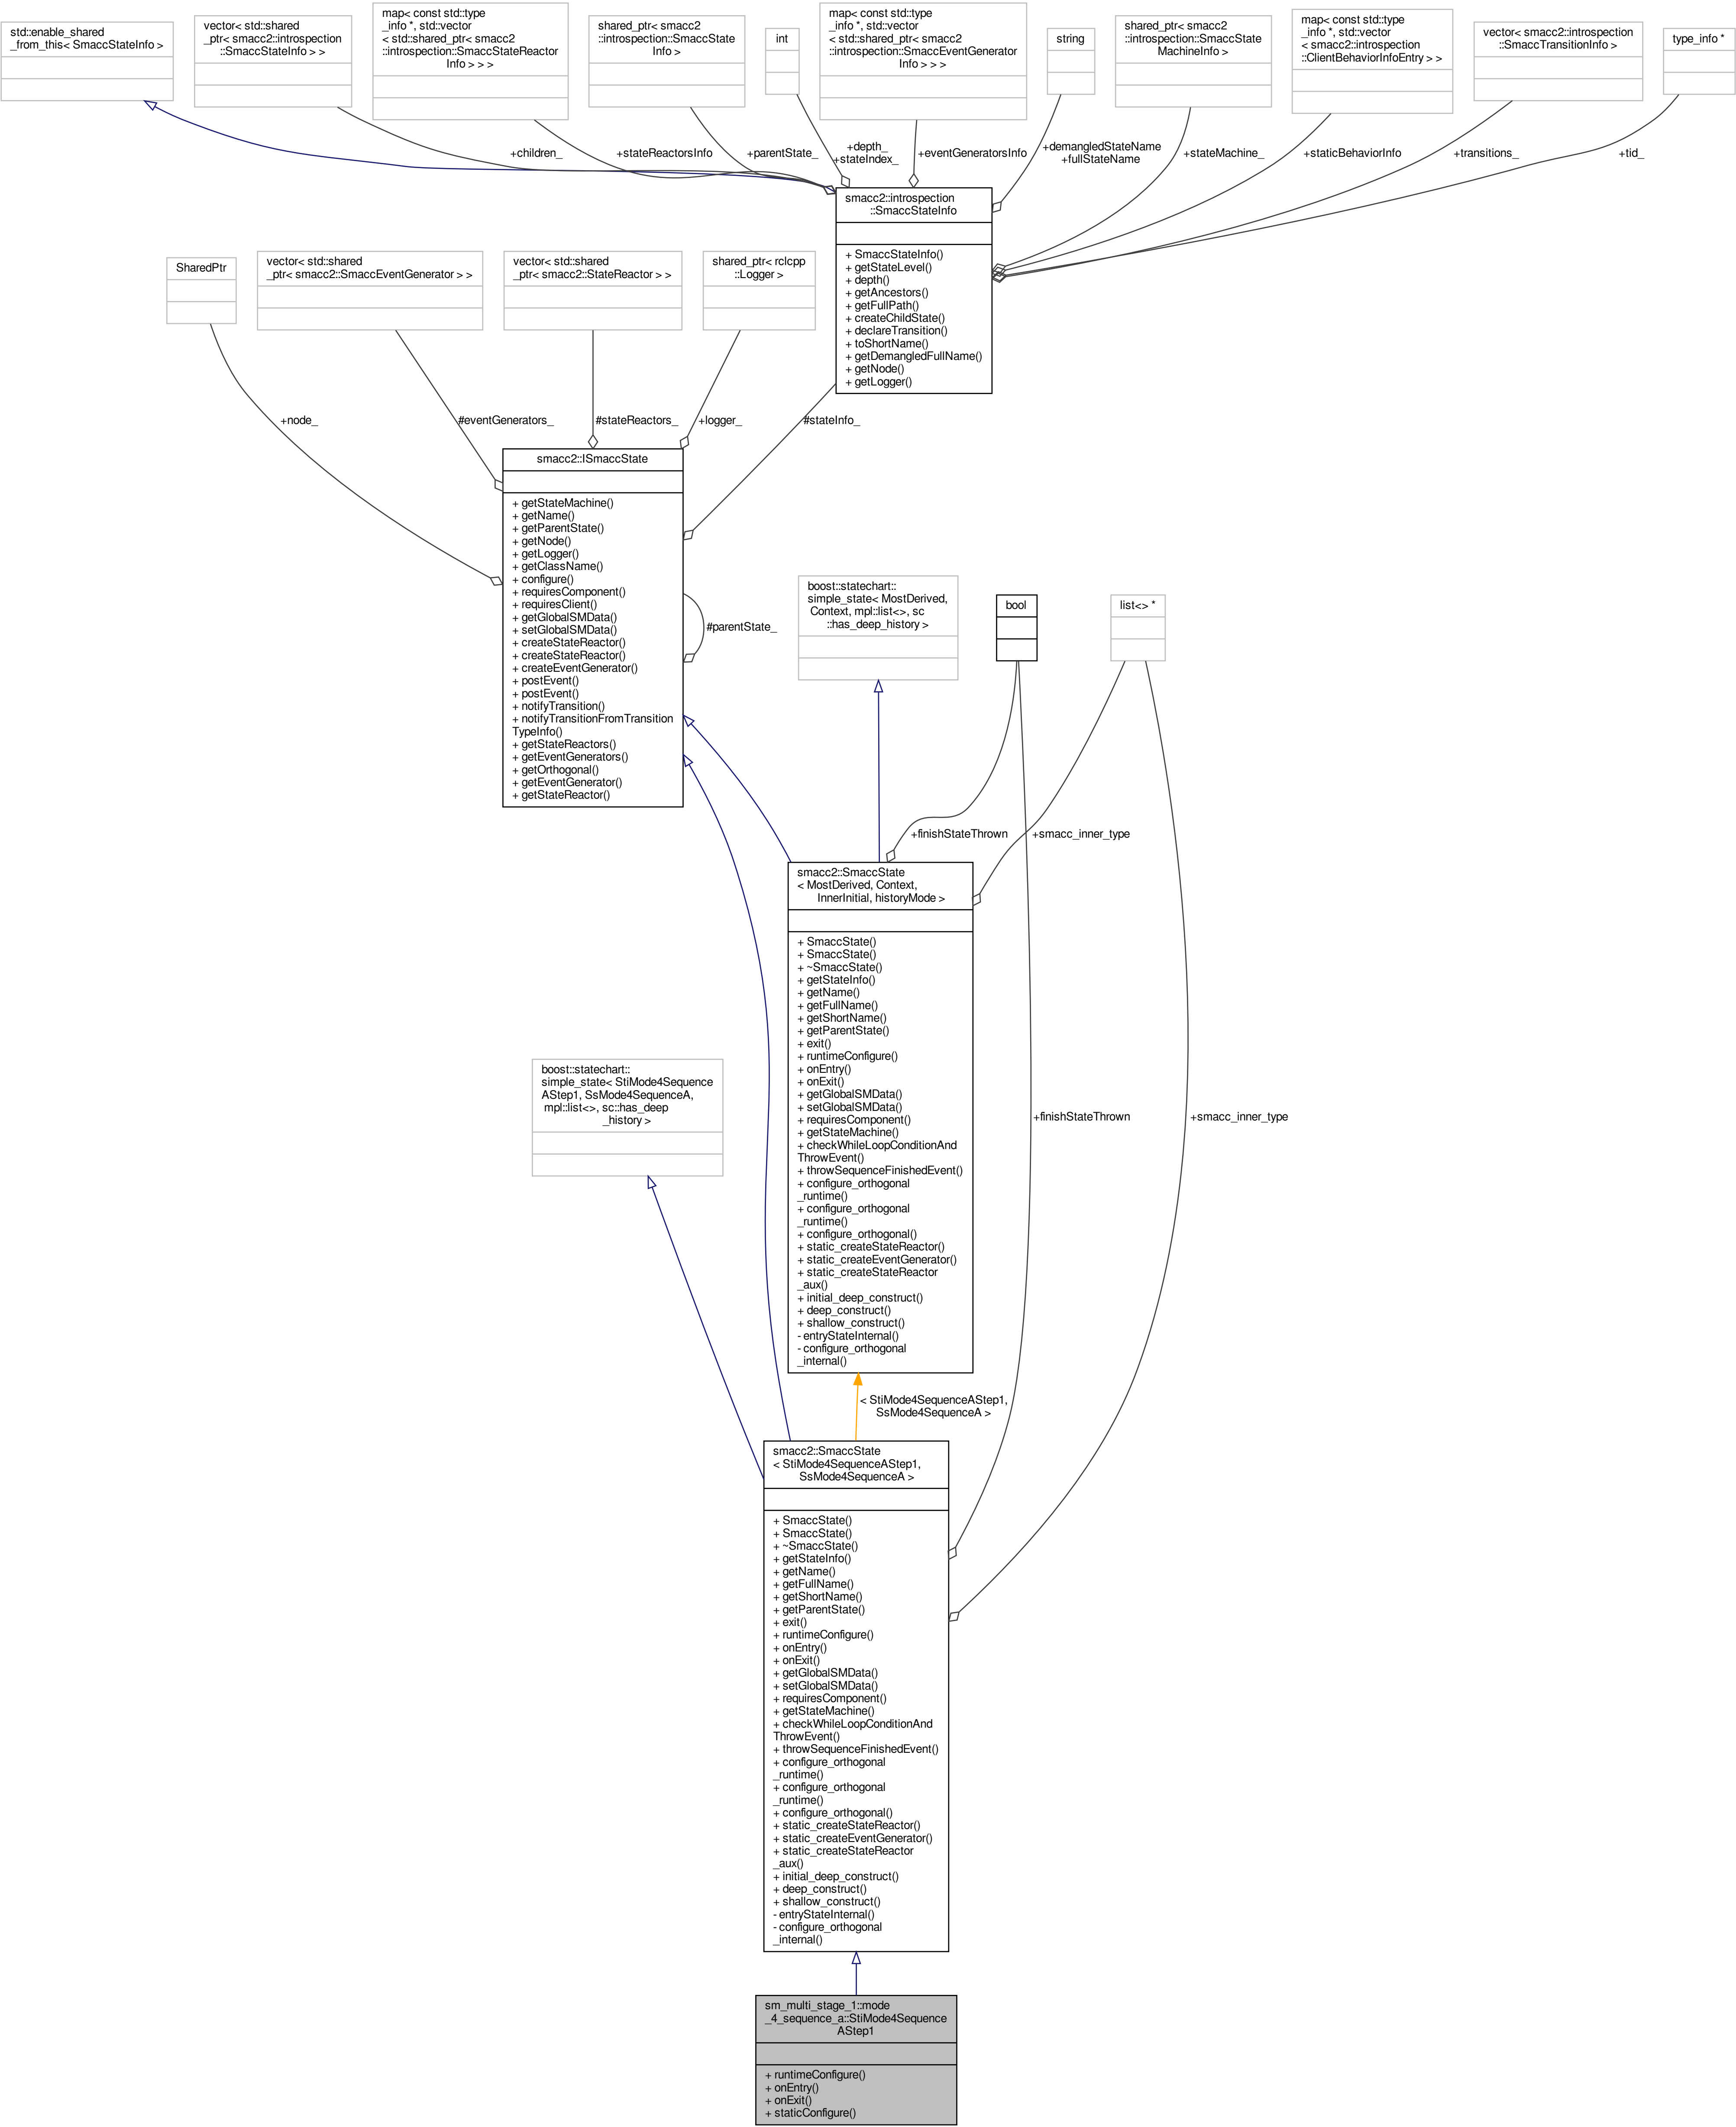 std::enable_shared
_from_this< SmaccStateInfo >
vector< std::shared
_ptr< smacc2::introspection
::SmaccStateInfo > >
map< const std::type
_info *, std::vector
< std::shared_ptr< smacc2
::introspection::SmaccStateReactor
Info > > >
shared_ptr< smacc2
::introspection::SmaccState
Info >
int
map< const std::type
_info *, std::vector
< std::shared_ptr< smacc2
::introspection::SmaccEventGenerator
Info > > >
string
shared_ptr< smacc2
::introspection::SmaccState
MachineInfo >
map< const std::type
_info *, std::vector
< smacc2::introspection
::ClientBehaviorInfoEntry > >
vector< smacc2::introspection
::SmaccTransitionInfo >
type_info *
+children_
+stateReactorsInfo
+parentState_
+depth_
+stateIndex_
+eventGeneratorsInfo
+demangledStateName
+fullStateName
+stateMachine_
+staticBehaviorInfo
+transitions_
+tid_
smacc2::introspection
::SmaccStateInfo
+ SmaccStateInfo()
+ getStateLevel()
+ depth()
+ getAncestors()
+ getFullPath()
+ createChildState()
+ declareTransition()
+ toShortName()
+ getDemangledFullName()
+ getNode()
+ getLogger()
SharedPtr
vector< std::shared
_ptr< smacc2::SmaccEventGenerator > >
vector< std::shared
_ptr< smacc2::StateReactor > >
shared_ptr< rclcpp
::Logger >
+node_
#eventGenerators_
#stateReactors_
+logger_
#stateInfo_
smacc2::ISmaccState
+ getStateMachine()
+ getName()
+ getParentState()
+ getNode()
+ getLogger()
+ getClassName()
+ configure()
+ requiresComponent()
+ requiresClient()
+ getGlobalSMData()
+ setGlobalSMData()
+ createStateReactor()
+ createStateReactor()
+ createEventGenerator()
+ postEvent()
+ postEvent()
+ notifyTransition()
+ notifyTransitionFromTransition
TypeInfo()
+ getStateReactors()
+ getEventGenerators()
+ getOrthogonal()
+ getEventGenerator()
+ getStateReactor()
#parentState_
boost::statechart::
simple_state< MostDerived,
Context, mpl::list<>, sc
::has_deep_history >
bool
list<> *
+finishStateThrown
+smacc_inner_type
smacc2::SmaccState
< MostDerived, Context,
InnerInitial, historyMode >
+ SmaccState()
+ SmaccState()
+ ~SmaccState()
+ getStateInfo()
+ getName()
+ getFullName()
+ getShortName()
+ getParentState()
+ exit()
+ runtimeConfigure()
+ onEntry()
+ onExit()
+ getGlobalSMData()
+ setGlobalSMData()
+ requiresComponent()
+ getStateMachine()
+ checkWhileLoopConditionAnd
ThrowEvent()
+ throwSequenceFinishedEvent()
+ configure_orthogonal
_runtime()
+ configure_orthogonal
_runtime()
+ configure_orthogonal()
+ static_createStateReactor()
+ static_createEventGenerator()
+ static_createStateReactor
_aux()
+ initial_deep_construct()
+ deep_construct()
+ shallow_construct()
- entryStateInternal()
- configure_orthogonal
_internal()
boost::statechart::
simple_state< StiMode4Sequence
AStep1, SsMode4SequenceA,
mpl::list<>, sc::has_deep
_history >
+finishStateThrown
+smacc_inner_type
< StiMode4SequenceAStep1,
SsMode4SequenceA >
smacc2::SmaccState
< StiMode4SequenceAStep1,
SsMode4SequenceA >
+ SmaccState()
+ SmaccState()
+ ~SmaccState()
+ getStateInfo()
+ getName()
+ getFullName()
+ getShortName()
+ getParentState()
+ exit()
+ runtimeConfigure()
+ onEntry()
+ onExit()
+ getGlobalSMData()
+ setGlobalSMData()
+ requiresComponent()
+ getStateMachine()
+ checkWhileLoopConditionAnd
ThrowEvent()
+ throwSequenceFinishedEvent()
+ configure_orthogonal
_runtime()
+ configure_orthogonal
_runtime()
+ configure_orthogonal()
+ static_createStateReactor()
+ static_createEventGenerator()
+ static_createStateReactor
_aux()
+ initial_deep_construct()
+ deep_construct()
+ shallow_construct()
- entryStateInternal()
- configure_orthogonal
_internal()
sm_multi_stage_1::mode
_4_sequence_a::StiMode4Sequence
AStep1
+ runtimeConfigure()
+ onEntry()
+ onExit()
+ staticConfigure()